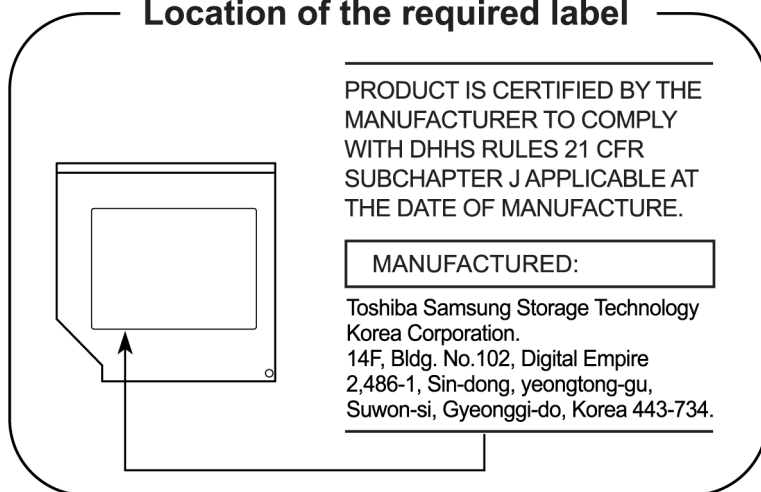 Location of the required label
PRODUCT IS CERTIFIED BY THE
MANUFACTURER TO COMPLY
WITH DHHS RULES 21 CFR
SUBCHAPTER J APPLICABLE AT
THE DATE OF MANUFACTURE.
MANUFACTURED:
Toshiba Samsung Storage Technology
Korea Corporation.
14F, Bldg. No.102, Digital Empire
2,486-1, Sin-dong, yeongtong-gu,
Suwon-si, Gyeonggi-do, Korea 443-734.